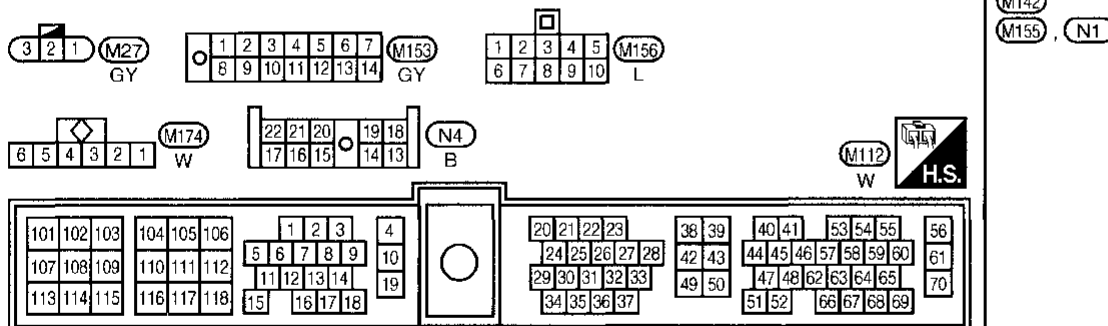 M142
M155 , N1
3 2 1 M27
GY
1 2 3 4 5 6 7 M153
8 9 10 11 12 13 14 GY
1 2 3 4 5 M156
6 7 8 9 10 L
6 5 4 3 2 1 M174
W
22 21 20 19 18 N4
17 16 15 14 13 B
M112
W
H.S.
101 102 103 104 105 106 1 2 3 4 20 21 22 23 38 39 40 41 53 54 55 56
107 108 109 110 111 112 5 6 7 8 9 10 24 25 26 27 28 42 43 44 45 46 57 58 59 60 61
113 114 115 116 117 118 11 12 13 14 19 29 30 31 32 33 49 50 47 48 62 63 64 65 70
15 16 17 18 34 35 36 37 51 52 66 67 68 69